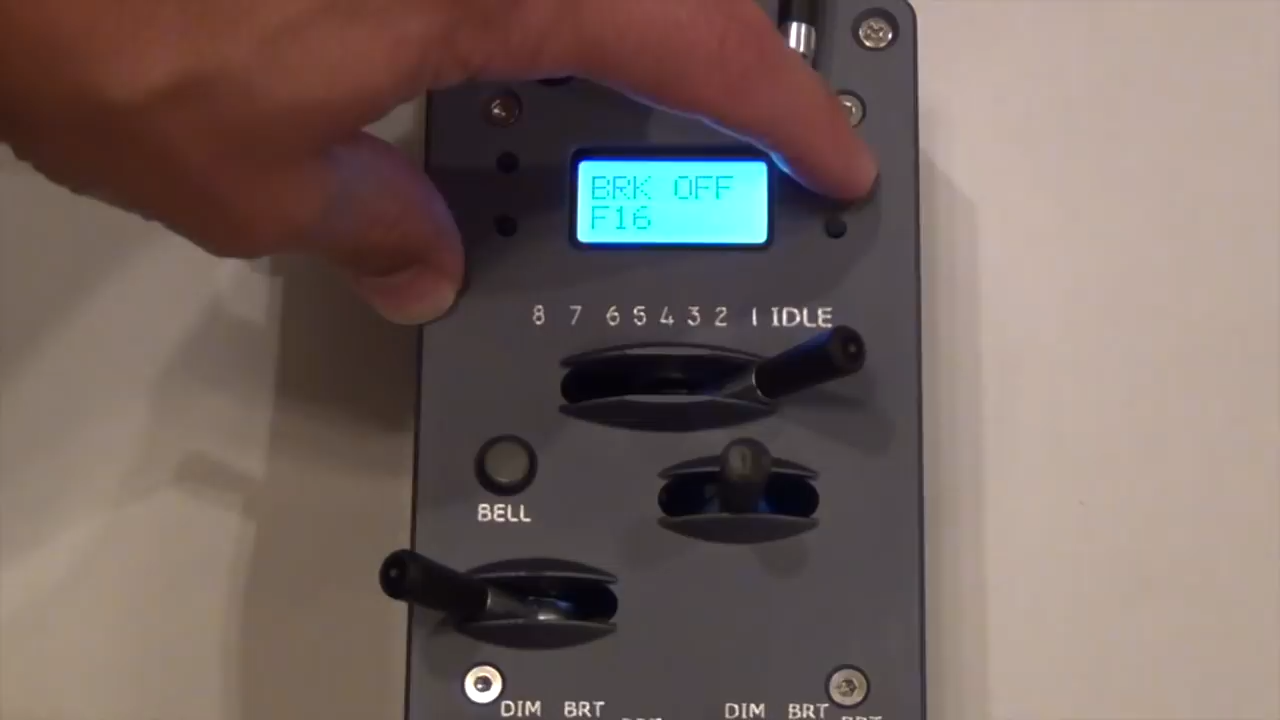 BRK OFF
F16
8 7 6 5 4 3 2 1 IDLE
BELL
DIM BRT DIM BRT